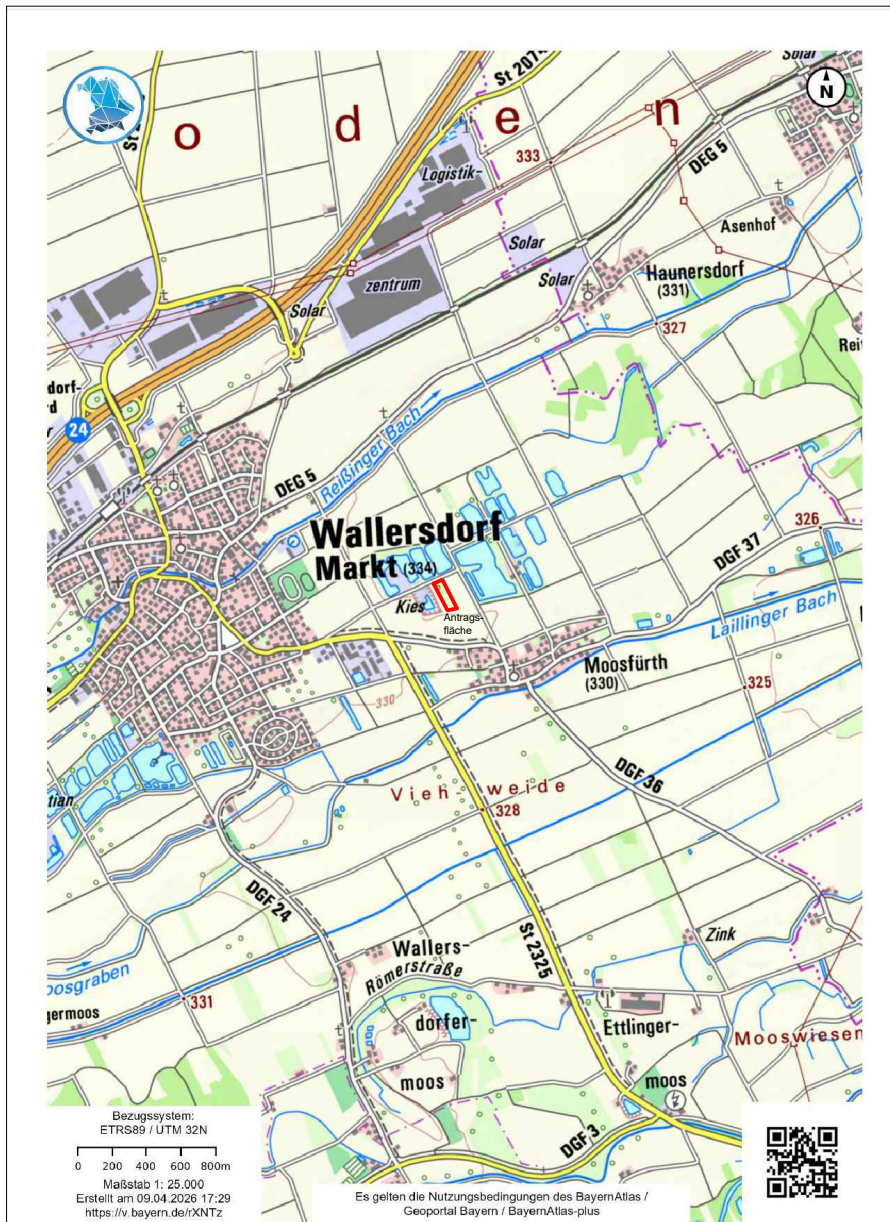 St 2074
Solar
N
o d e n
333
DEG 5
Logistik-
zentrum
Asenhof
Solar
Solar
Haunersdorf
(331)
Solar
327
24
DEG 5
Reißinger Bach
Wallersdorf
Markt (334)
Kies
Antrags-
fläche
326
DGF 37
Laillinger Bach
Moosfürth
(330)
325
330
DGF 36
Vieh- weide
328
DGF 24
St 2325
Zink
Wallers-
Römerstraße
331
dorfer-
Ettlinger-
Mooswiesen
moos
moos
DGF 3
Bezugssystem:
ETRS89 / UTM 32N
0 200 400 600 800m
Maßstab 1: 25.000
Erstellt am 09.04.2026 17:29
https://v.bayern.de/rXNTz
Es gelten die Nutzungsbedingungen des BayernAtlas /
Geoportal Bayern / BayernAtlas-plus